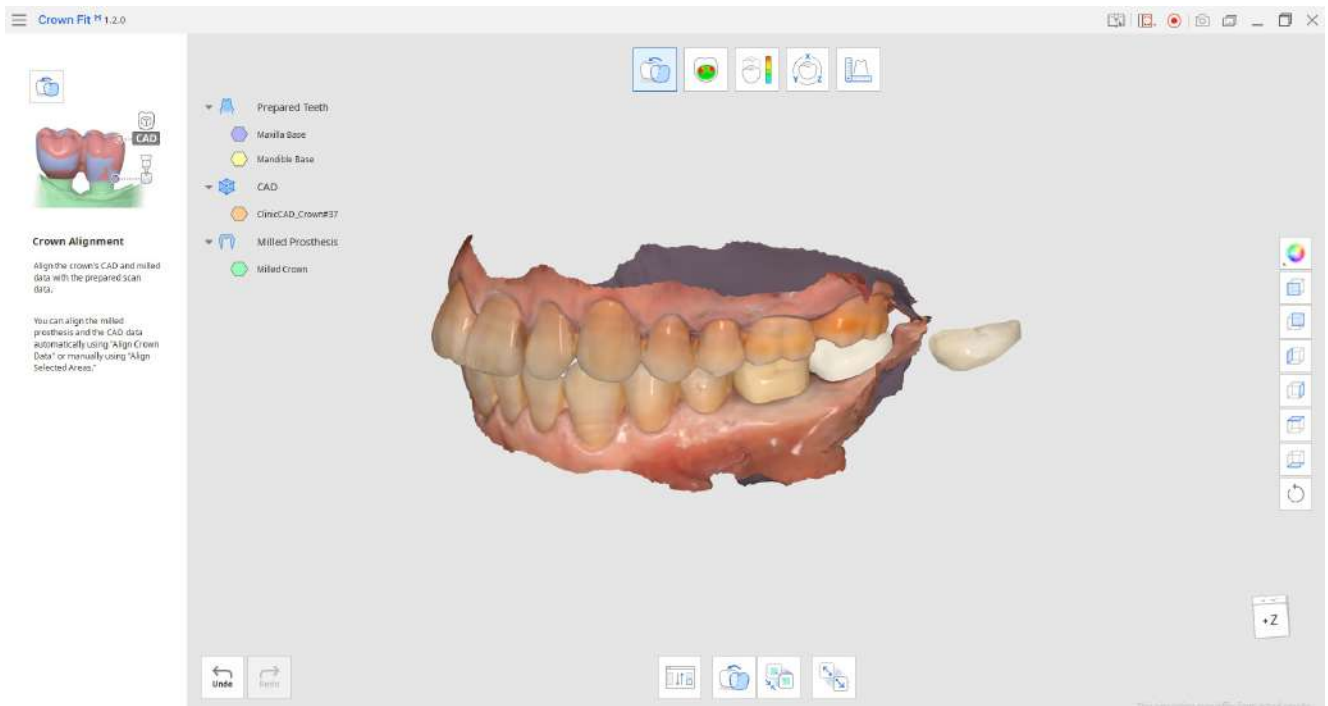 Crown Fit M 1.2.0
CAD
Crown Alignment
Align the crown's CAD and milled
data with the prepared scan
data.
You can align the milled
prosthesis and the CAD data
automatically using "Align Crown
Data" or manually using "Align
Selected Areas."
Prepared Teeth
Maxilla Base
Mandible Base
CAD
ClinicCAD_Crown#37
Milled Prosthesis
Milled Crown
X
Y
Z
+Z
Undo
Redo